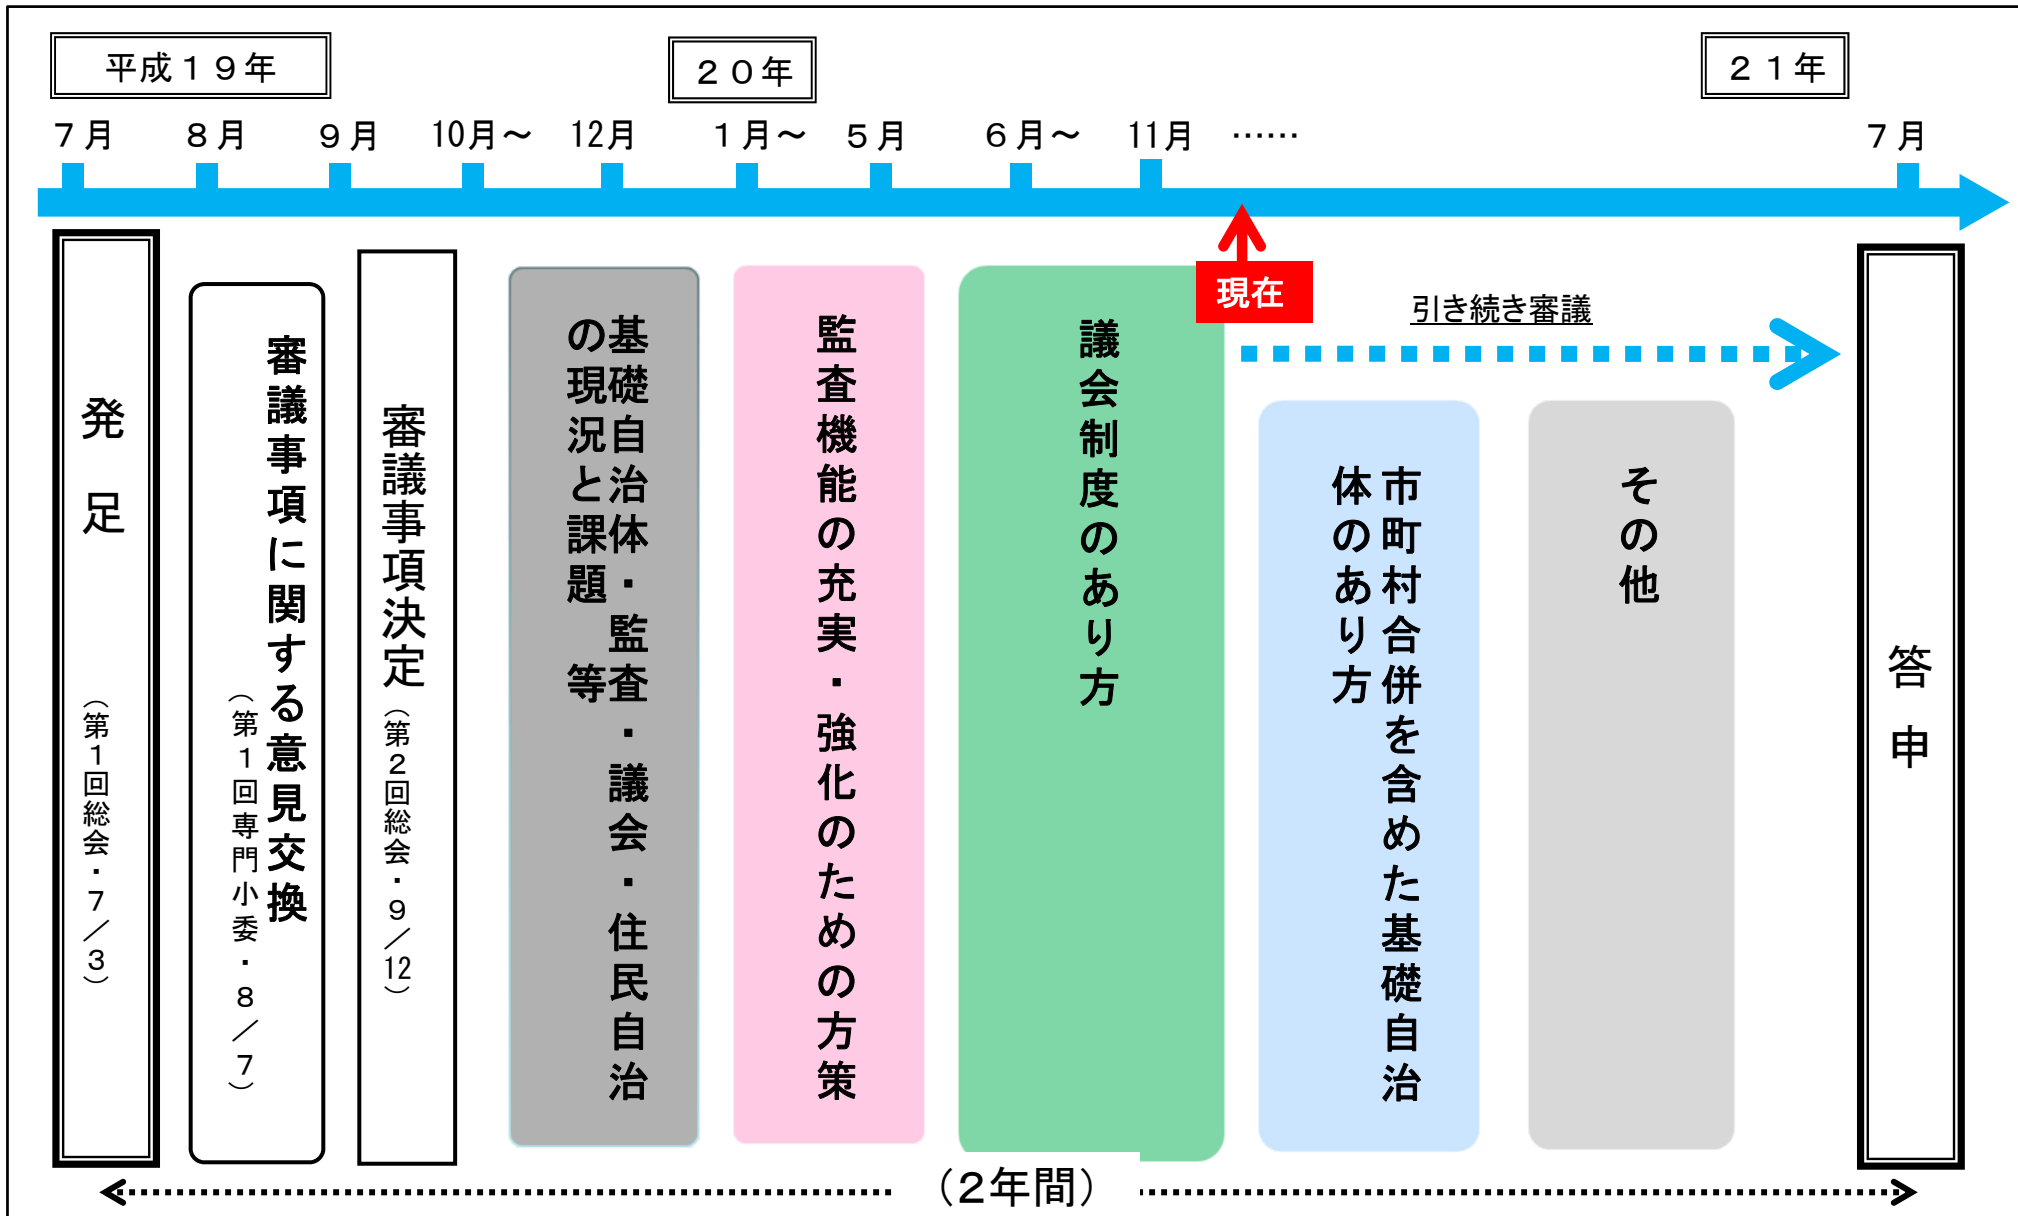 平成１９年
２０年
２１年
７月
８月
９月
10月～
12月
１月～
５月
６月～
11月
……
７月
現在
引き続き審議
発足
（第１回総会・７／３）
審議事項に関する意見交換
（第１回専門小委・８／７）
審議事項決定
（第２回総会・９／12）
基礎自治体・監査・議会・住民自治
の現況と課題　等
監査機能の充実・強化のための方策
議会制度のあり方
市町村合併を含めた基礎自治
体のあり方
その他
答申
（２年間）